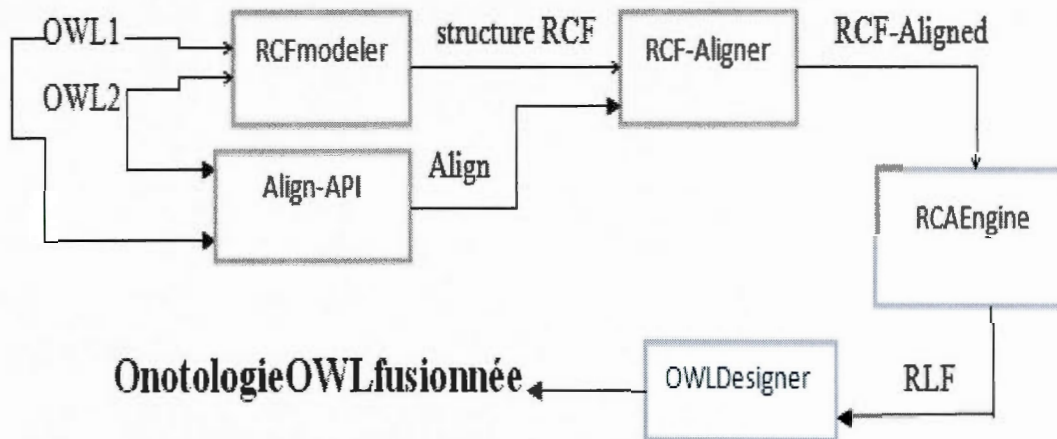 OWL1
RCFmodeler
structure RCF
RCF-Aligner
RCF-Aligned
OWL2
Align-API
Align
RCAEngine
OnotologieOWLfusionnée
OWLDesigner
RLF